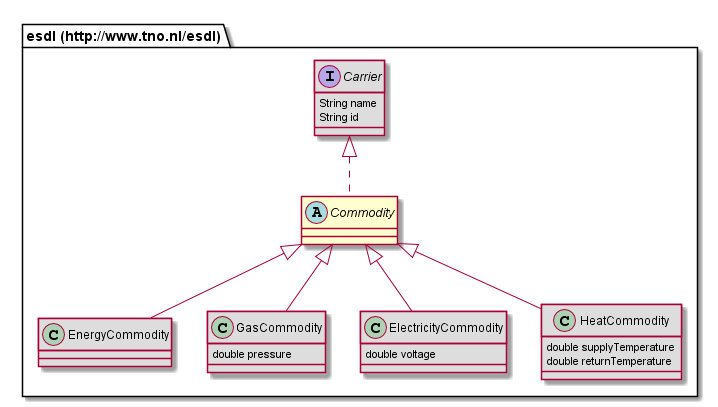 esdl (http://www.tno.nl/esdl)
I Carrier
String name
String id
A Commodity
C EnergyCommodity
C GasCommodity
double pressure
C ElectricityCommodity
double voltage
C HeatCommodity
double supplyTemperature
double returnTemperature